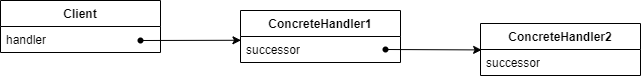 Client
handler
ConcreteHandler1
successor
ConcreteHandler2
successor